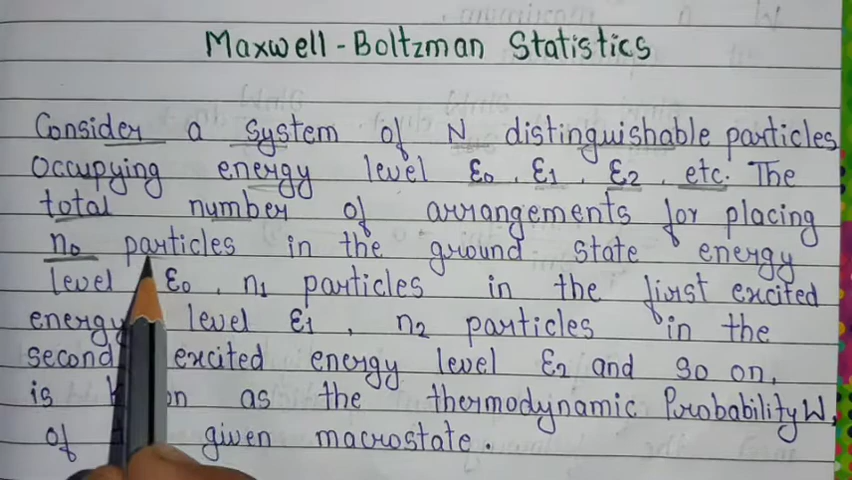 Maxwell-Boltzman Statistics
Consider a system of N distinguishable particles
Occupying energy level ε0, ε1, ε2, etc. The
total number of arrangements for placing
n0 particles in the ground state energy
level ε0, n1 particles in the first excited
energy level ε1, n2 particles in the
second excited energy level ε2 and so on,
is as the thermodynamic Probability W,
of given macrostate.